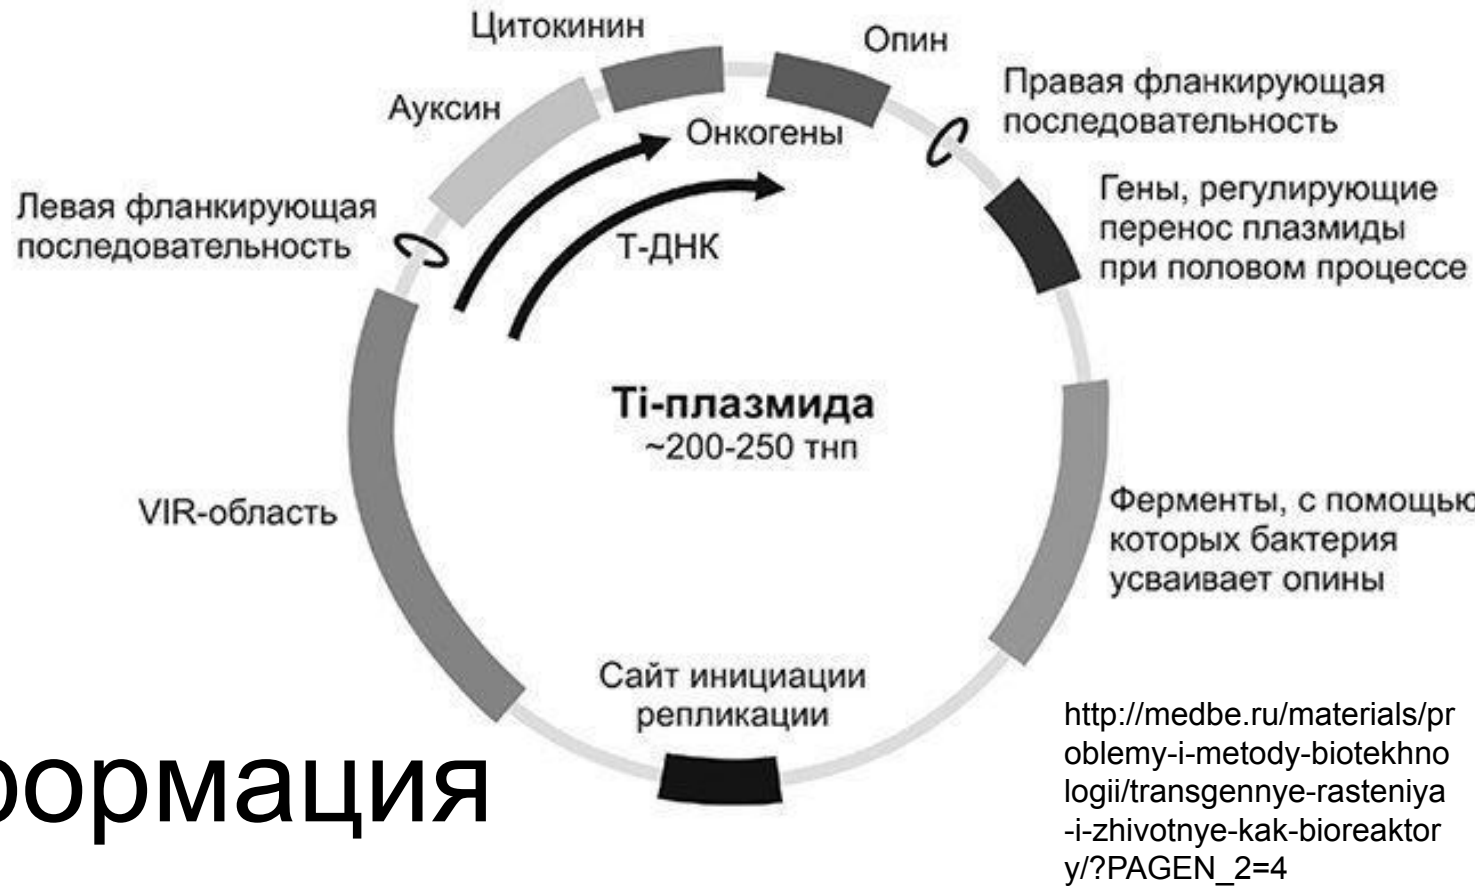 Цитокинин
Опин
Ауксин
Онкогены
Правая фланкирующая
последовательность
Левая фланкирующая
последовательность
Т-ДНК
Гены, регулирующие
перенос плазмиды
при половом процессе
Ti-плазмида
~200-250 тнп
VIR-область
Ферменты, с помощью
которых бактерия
усваивает опины
Сайт инициации
репликации
формация
http://medbe.ru/materials/pr
oblemy-i-metody-biotekhno
logii/transgennye-rasteniya
-i-zhivotnye-kak-bioreaktor
y/?PAGEN_2=4